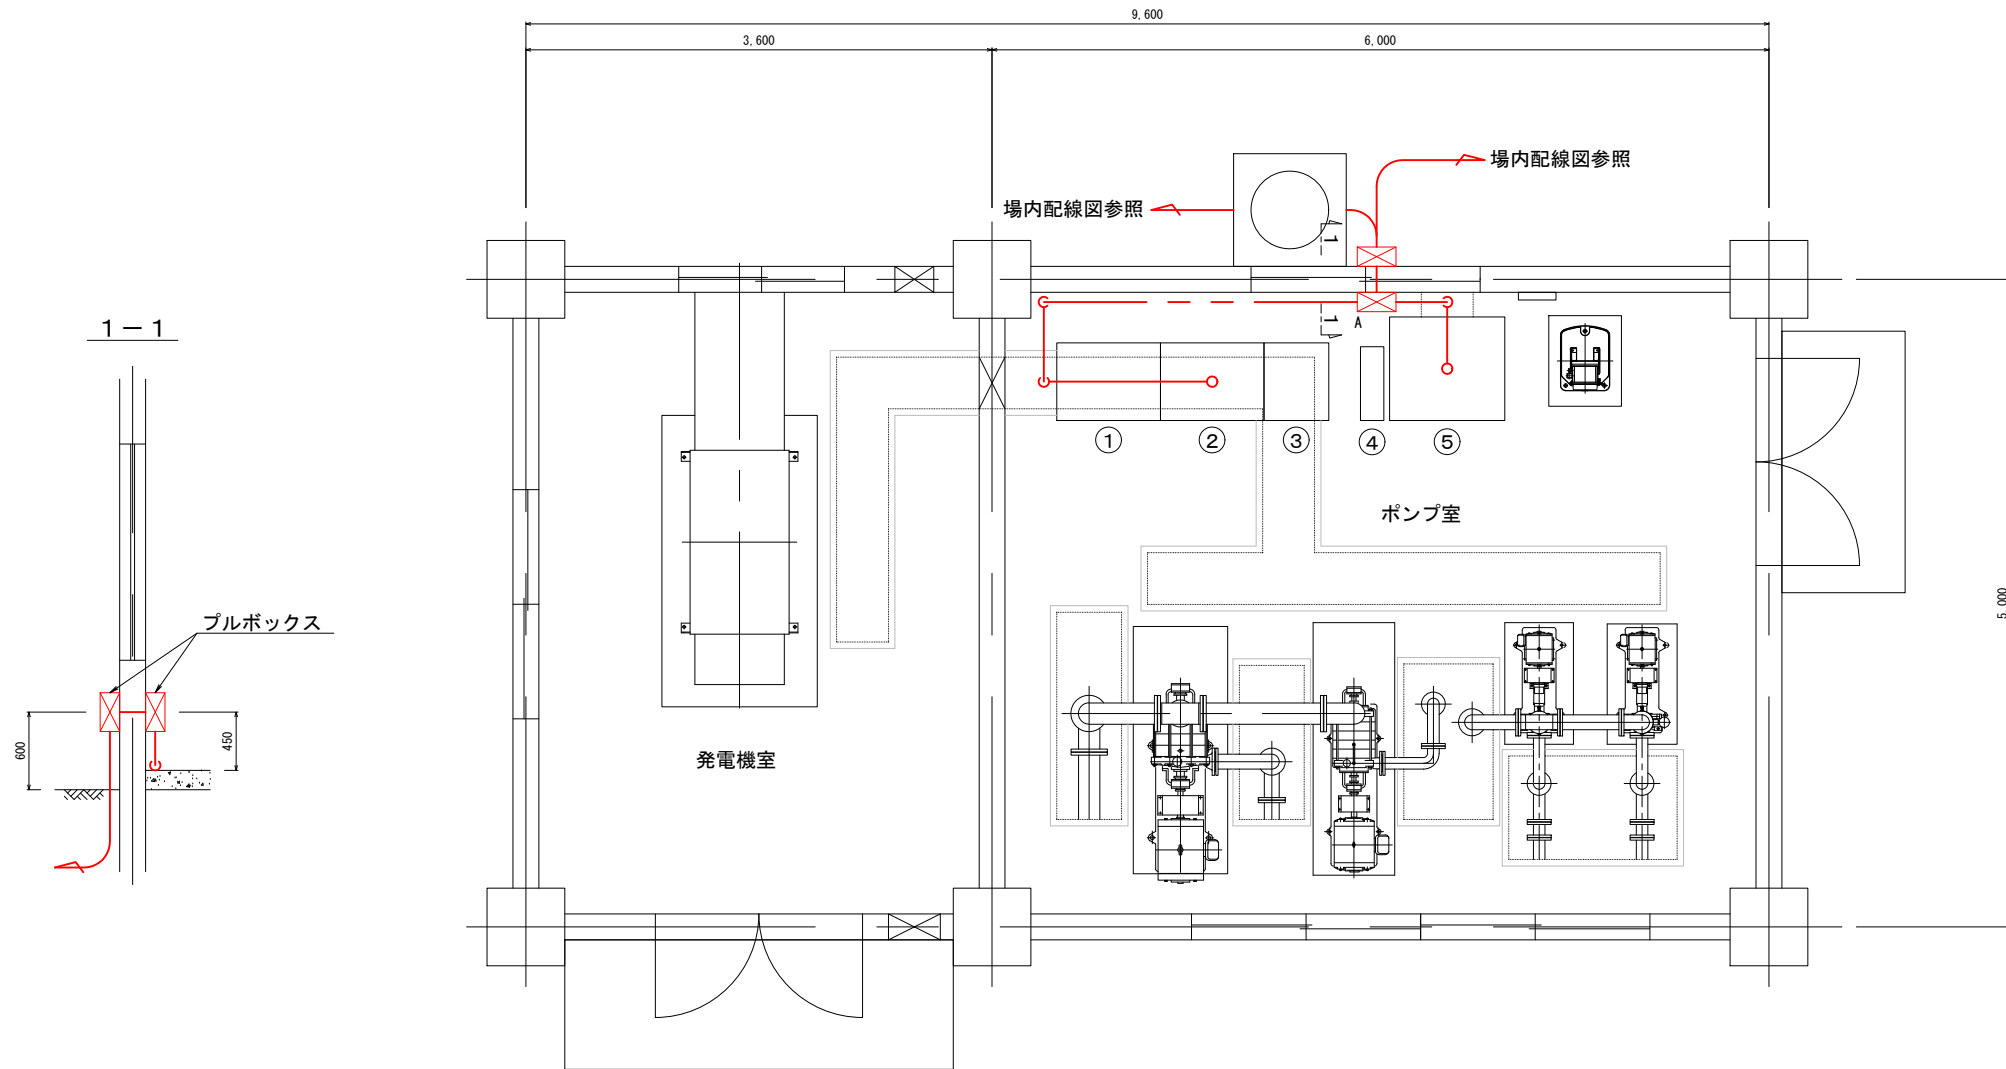 9,600
3,600
6,000
場内配線図参照
場内配線図参照
1
1
A
1－1
① ② ③ ④ ⑤
ポンプ室
5,000
プルボックス
600
450
発電機室